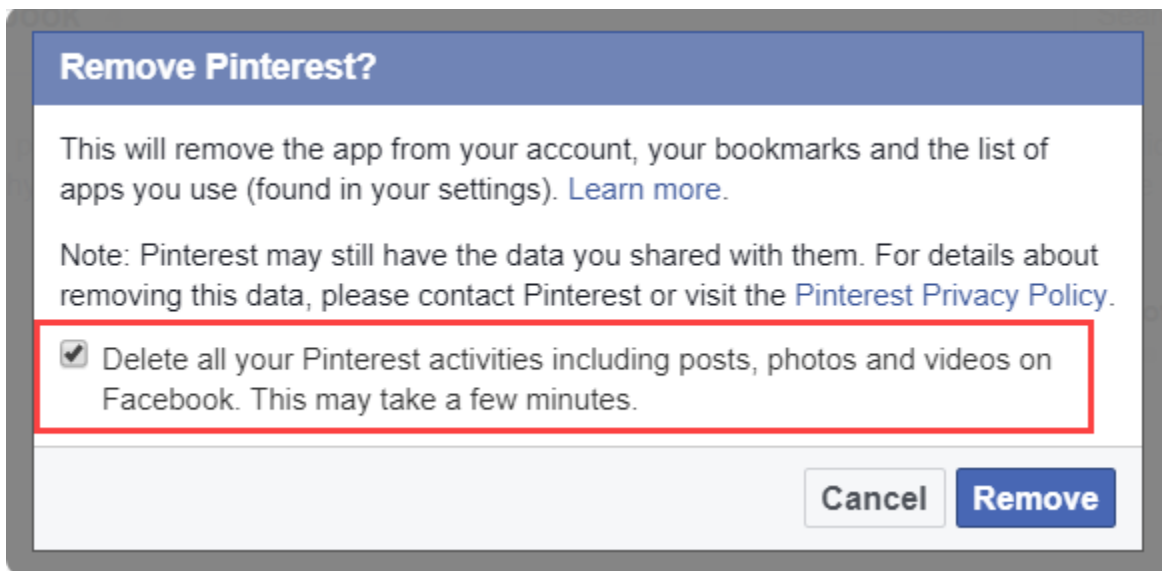 Remove Pinterest?
This will remove the app from your account, your bookmarks and the list of
apps you use (found in your settings). Learn more.
Note: Pinterest may still have the data you shared with them. For details about
removing this data, please contact Pinterest or visit the Pinterest Privacy Policy.
Delete all your Pinterest activities including posts, photos and videos on
Facebook. This may take a few minutes.
Cancel Remove